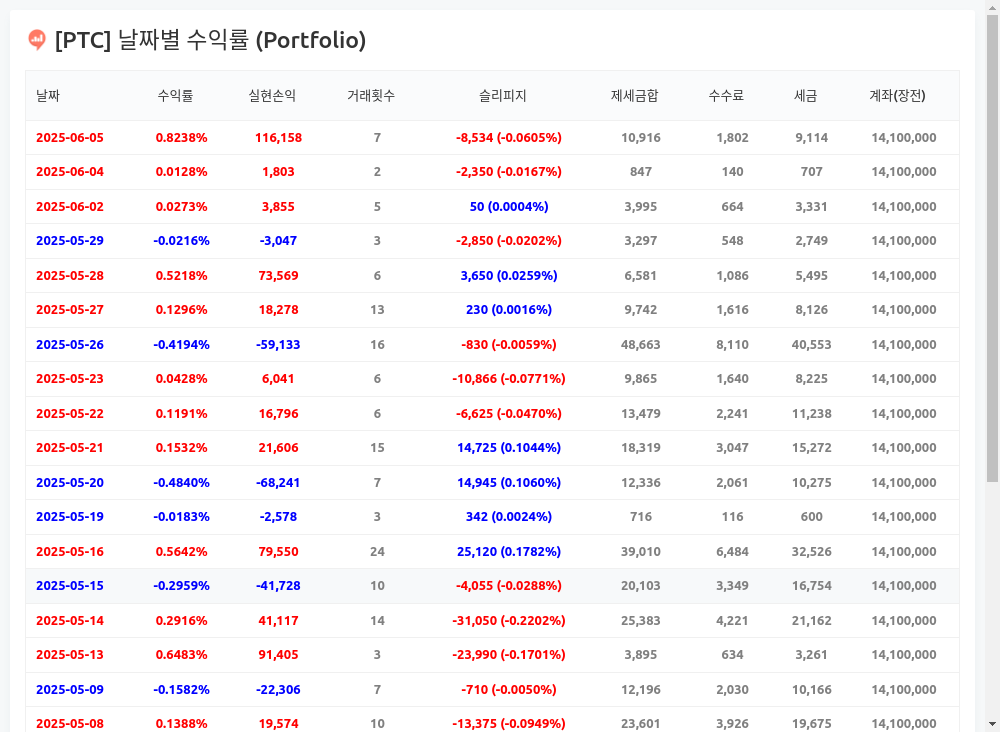 [PTC] 날짜별 수익률 (Portfolio)
날짜 수익률 실현손익 거래횟수 슬리피지 제세금합 수수료 세금 계좌(장전)
2025-06-05 0.8238% 116,158 7 -8,534 (-0.0605%) 10,916 1,802 9,114 14,100,000
2025-06-04 0.0128% 1,803 2 -2,350 (-0.0167%) 847 140 707 14,100,000
2025-06-02 0.0273% 3,855 5 50 (0.0004%) 3,995 664 3,331 14,100,000
2025-05-29 -0.0216% -3,047 3 -2,850 (-0.0202%) 3,297 548 2,749 14,100,000
2025-05-28 0.5218% 73,569 6 3,650 (0.0259%) 6,581 1,086 5,495 14,100,000
2025-05-27 0.1296% 18,278 13 230 (0.0016%) 9,742 1,616 8,126 14,100,000
2025-05-26 -0.4194% -59,133 16 -830 (-0.0059%) 48,663 8,110 40,553 14,100,000
2025-05-23 0.0428% 6,041 6 -10,866 (-0.0771%) 9,865 1,640 8,225 14,100,000
2025-05-22 0.1191% 16,796 6 -6,625 (-0.0470%) 13,479 2,241 11,238 14,100,000
2025-05-21 0.1532% 21,606 15 14,725 (0.1044%) 18,319 3,047 15,272 14,100,000
2025-05-20 -0.4840% -68,241 7 14,945 (0.1060%) 12,336 2,061 10,275 14,100,000
2025-05-19 -0.0183% -2,578 3 342 (0.0024%) 716 116 600 14,100,000
2025-05-16 0.5642% 79,550 24 25,120 (0.1782%) 39,010 6,484 32,526 14,100,000
2025-05-15 -0.2959% -41,728 10 -4,055 (-0.0288%) 20,103 3,349 16,754 14,100,000
2025-05-14 0.2916% 41,117 14 -31,050 (-0.2202%) 25,383 4,221 21,162 14,100,000
2025-05-13 0.6483% 91,405 3 -23,990 (-0.1701%) 3,895 634 3,261 14,100,000
2025-05-09 -0.1582% -22,306 7 -710 (-0.0050%) 12,196 2,030 10,166 14,100,000
2025-05-08 0.1388% 19,574 10 -13,375 (-0.0949%) 23,601 3,926 19,675 14,100,000